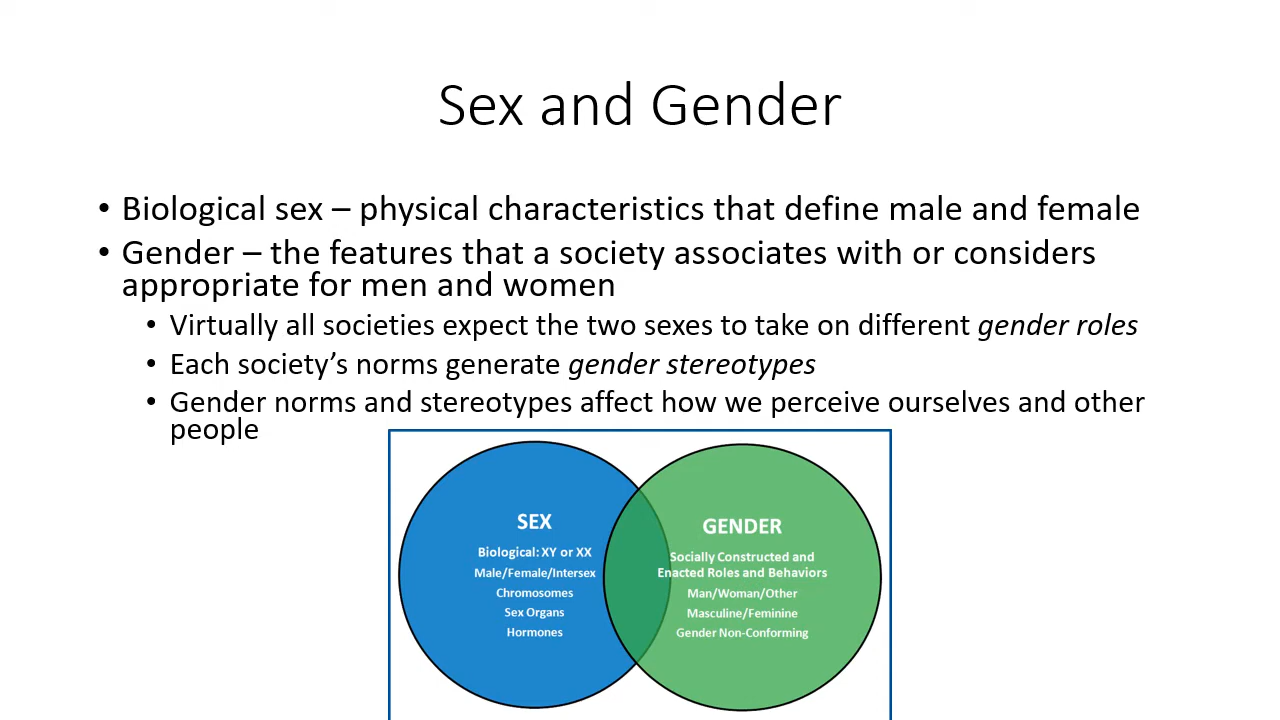 Sex and Gender
• Biological sex – physical characteristics that define male and female
• Gender – the features that a society associates with or considers
appropriate for men and women
• Virtually all societies expect the two sexes to take on different gender roles
• Each society’s norms generate gender stereotypes
• Gender norms and stereotypes affect how we perceive ourselves and other
people
SEX
Biological: XY or XX
Male/Female/Intersex
Chromosomes
Sex Organs
Hormones
GENDER
Socially Constructed and
Enacted Roles and Behaviors
Man/Woman/Other
Masculine/Feminine
Gender Non-Conforming